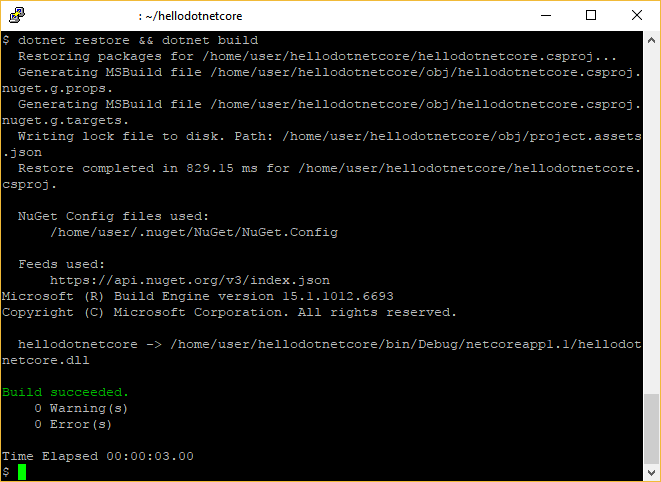 : ~/hellodotnetcore
$ dotnet restore && dotnet build
Restoring packages for /home/user/hellodotnetcore/hellodotnetcore.csproj...
Generating MSBuild file /home/user/hellodotnetcore/obj/hellodotnetcore.csproj.
nuget.g.props.
Generating MSBuild file /home/user/hellodotnetcore/obj/hellodotnetcore.csproj.
nuget.g.targets.
Writing lock file to disk. Path: /home/user/hellodotnetcore/obj/project.assets
.json
Restore completed in 829.15 ms for /home/user/hellodotnetcore/hellodotnetcore.
csproj.
NuGet Config files used:
/home/user/.nuget/NuGet/NuGet.Config
Feeds used:
https://api.nuget.org/v3/index.json
Microsoft (R) Build Engine version 15.1.1012.6693
Copyright (C) Microsoft Corporation. All rights reserved.
hellodotnetcore -> /home/user/hellodotnetcore/bin/Debug/netcoreapp1.1/hellodot
netcore.dll
Build succeeded.
0 Warning(s)
0 Error(s)
Time Elapsed 00:00:03.00
$